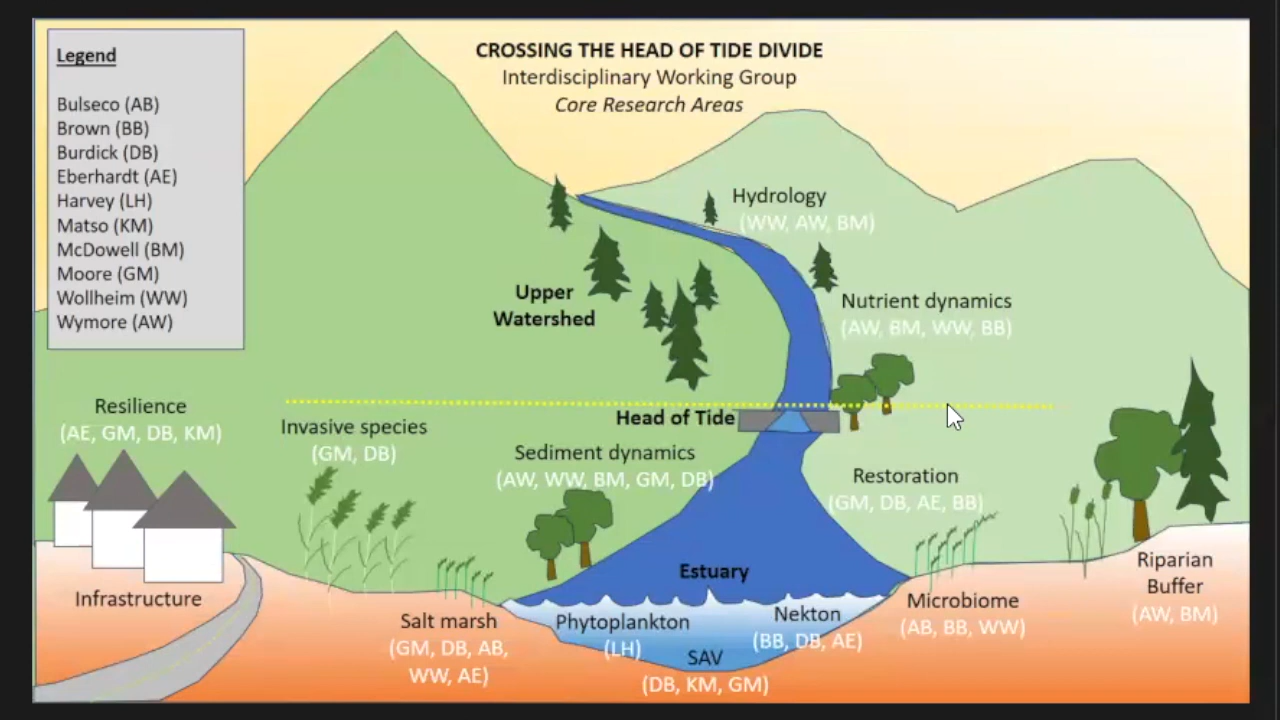 CROSSING THE HEAD OF TIDE DIVIDE
Interdisciplinary Working Group
Core Research Areas
Legend
Bulseco (AB)
Brown (BB)
Burdick (DB)
Eberhardt (AE)
Harvey (LH)
Matso (KM)
McDowell (BM)
Moore (GM)
Wollheim (WW)
Wymore (AW)
Hydrology
(WW, AW, BM)
Upper
Watershed
Nutrient dynamics
(AW, BM, WW, BB)
Resilience
(AE, GM, DB, KM)
Head of Tide
Invasive species
(GM, DB)
Sediment dynamics
(AW, WW, BM, GM, DB)
Restoration
(GM, DB, AE, BB)
Estuary
Infrastructure
Salt marsh
(GM, DB, AB,
WW, AE)
Phytoplankton
(LH)
SAV
(DB, KM, GM)
Nekton
(BB, DB, AE)
Microbiome
(AB, BB, WW)
Riparian
Buffer
(AW, BM)